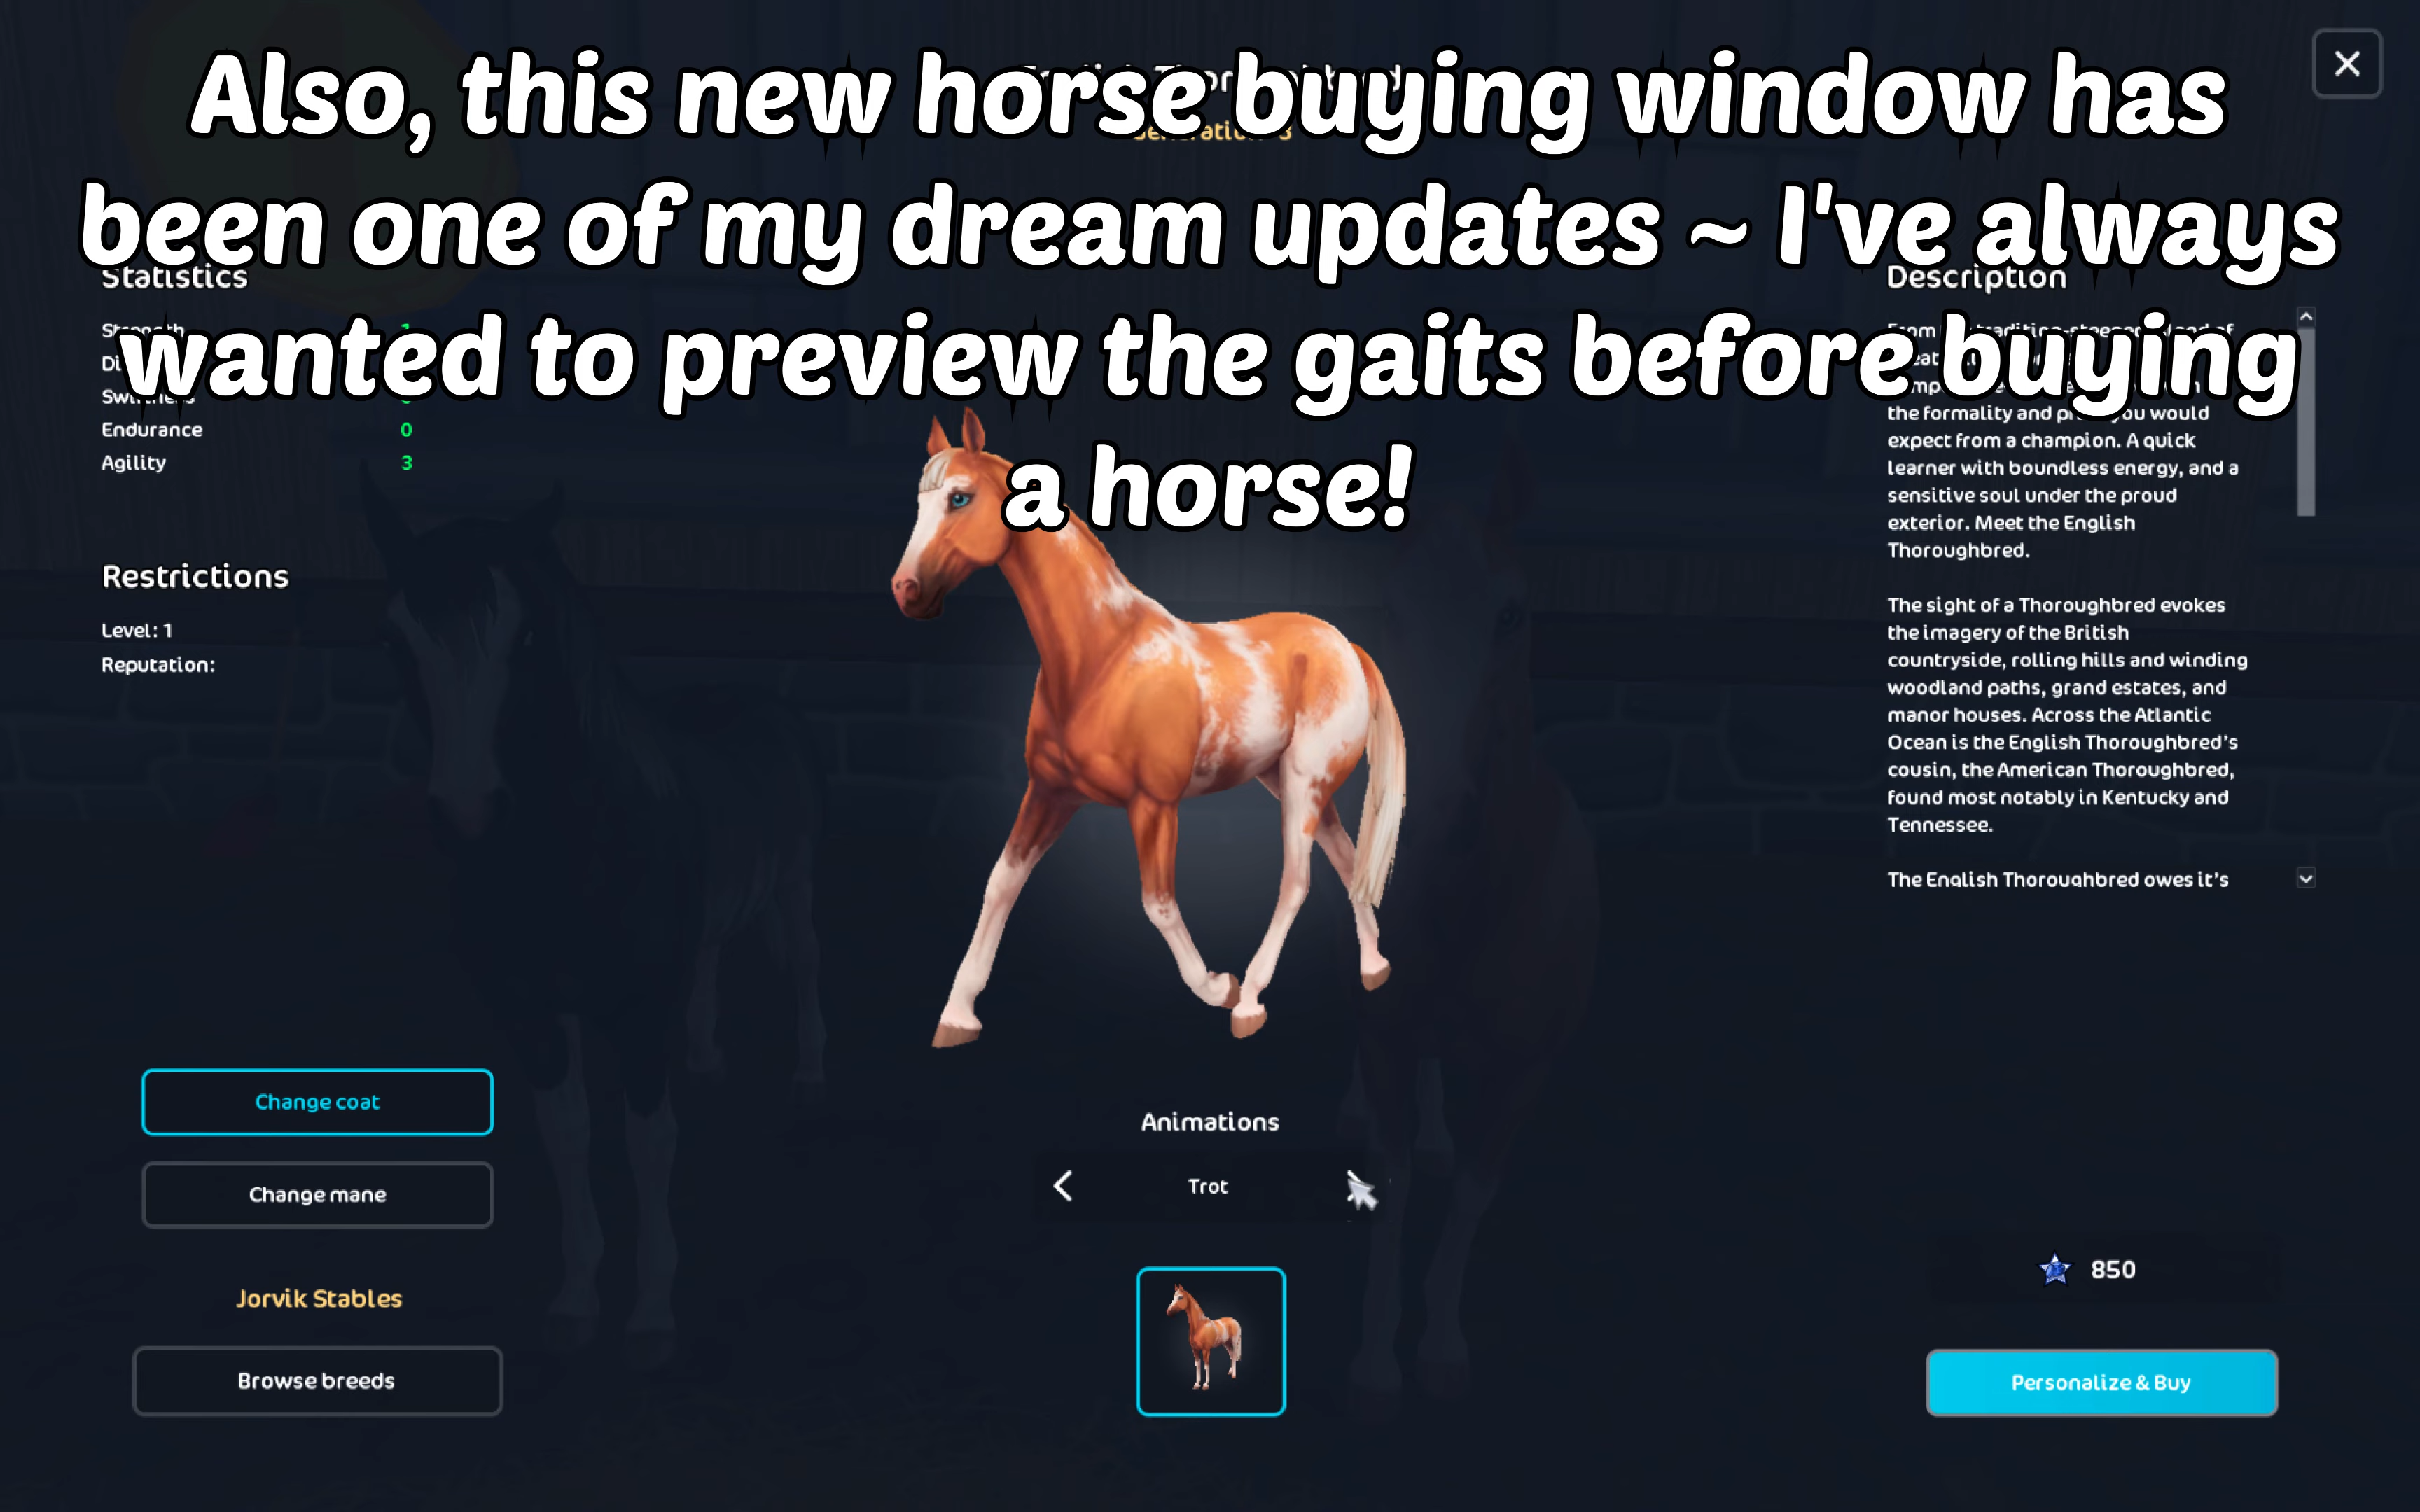 Also, this new horse buying window has
been one of my dream updates ~ I've always
wanted to preview the gaits before buying
a horse!
Statistics
Endurance 0
Agility 3
Restrictions
Level: 1
Reputation:
Change coat
Change mane
Jorvik Stables
Browse breeds
Animations
Trot
Description
the formality and you would
expect from a champion. A quick
learner with boundless energy, and a
sensitive soul under the proud
exterior. Meet the English
Thoroughbred.
The sight of a Thoroughbred evokes
the imagery of the British
countryside, rolling hills and winding
woodland paths, grand estates, and
manor houses. Across the Atlantic
Ocean is the English Thoroughbred's
cousin, the American Thoroughbred,
found most notably in Kentucky and
Tennessee.
The English Thoroughbred owes it's
850
Personalize & Buy